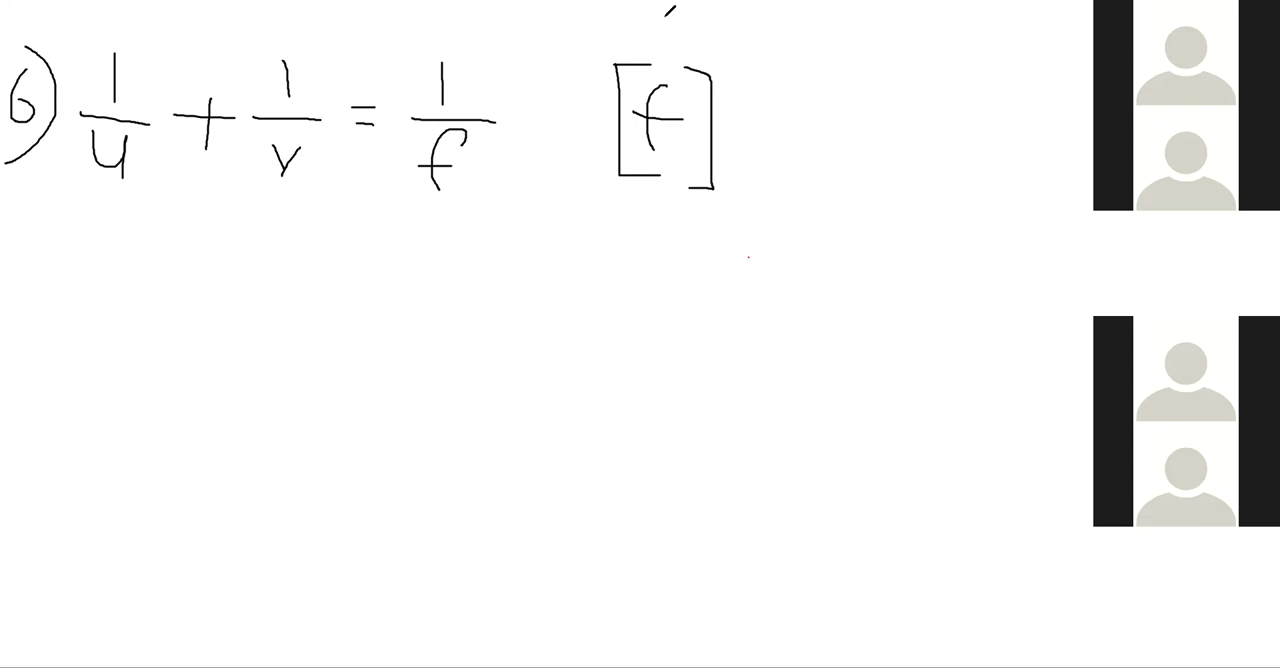 6) 1/u + 1/v = 1/f [f]